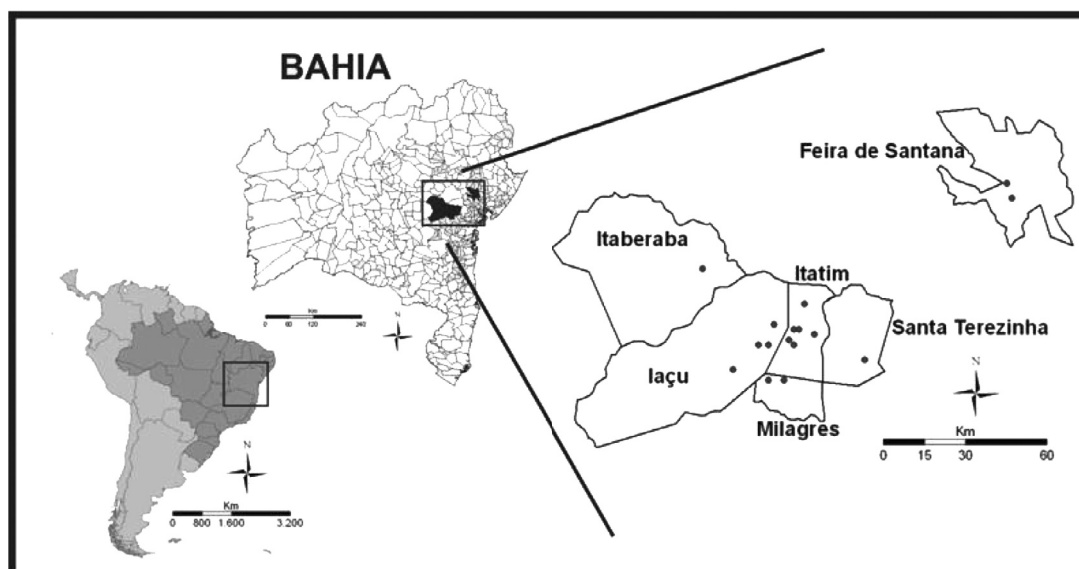 BAHIA
Feira de Santana
Itaberaba
Itatim
Santa Terezinha
Iaçu
Milagres
Km
0 60 120 240
N
N
Km
0 15 30 60
N
Km
0 800 1 600 3.200